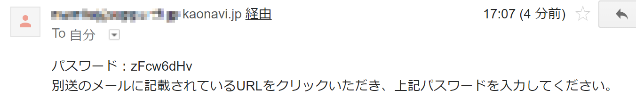 kaonavi.jp 経由 17:07 (4 分前)
To 自分
パスワード：zFcw6dHv
別送のメールに記載されているURLをクリックいただき、上記パスワードを入力してください。